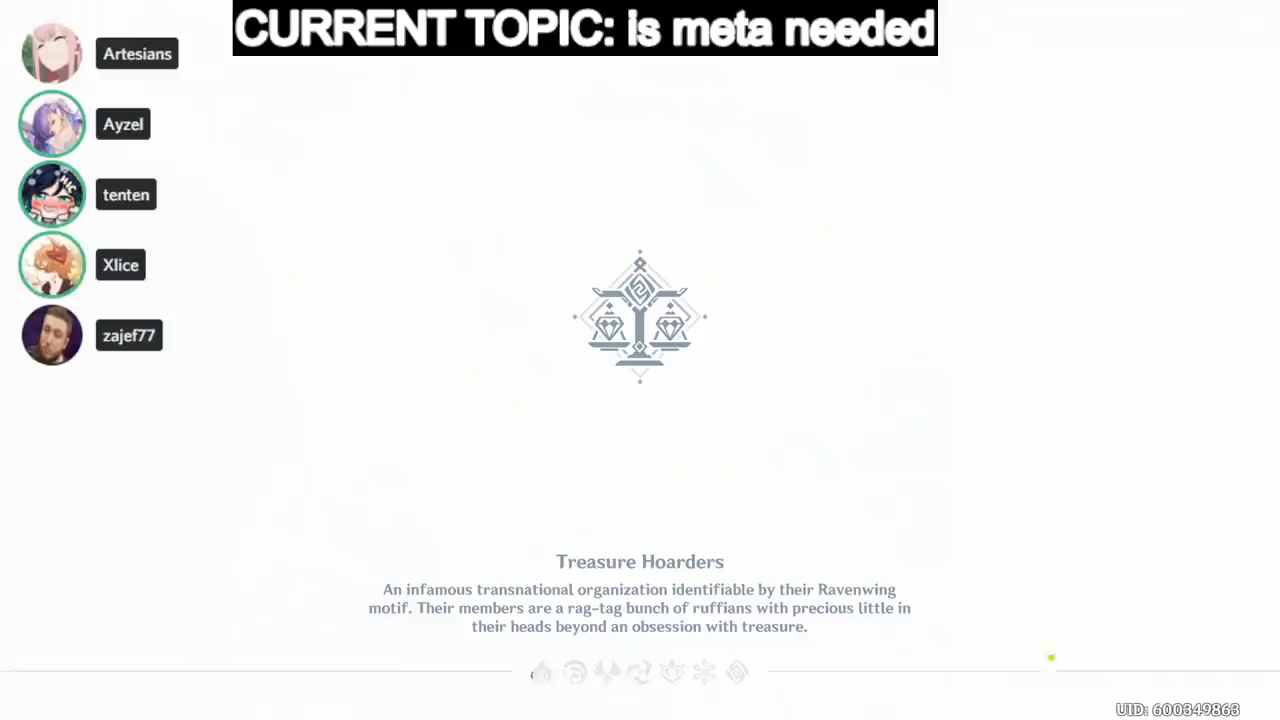 CURRENT TOPIC: is meta needed
Artesians
Ayzel
tenten
Xlice
zajef77
Treasure Hoarders
An infamous transnational organization identifiable by their Ravenwing
motif. Their members are a rag-tag bunch of ruffians with precious little in
their heads beyond an obsession with treasure.
UID: 600349863